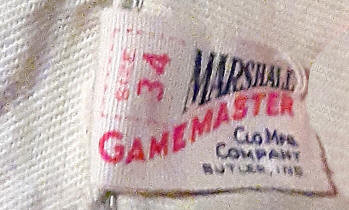 SIZE
34
MARSHALL
GAMEMASTER
CLO MFG.
COMPANY
BUTLER, IND